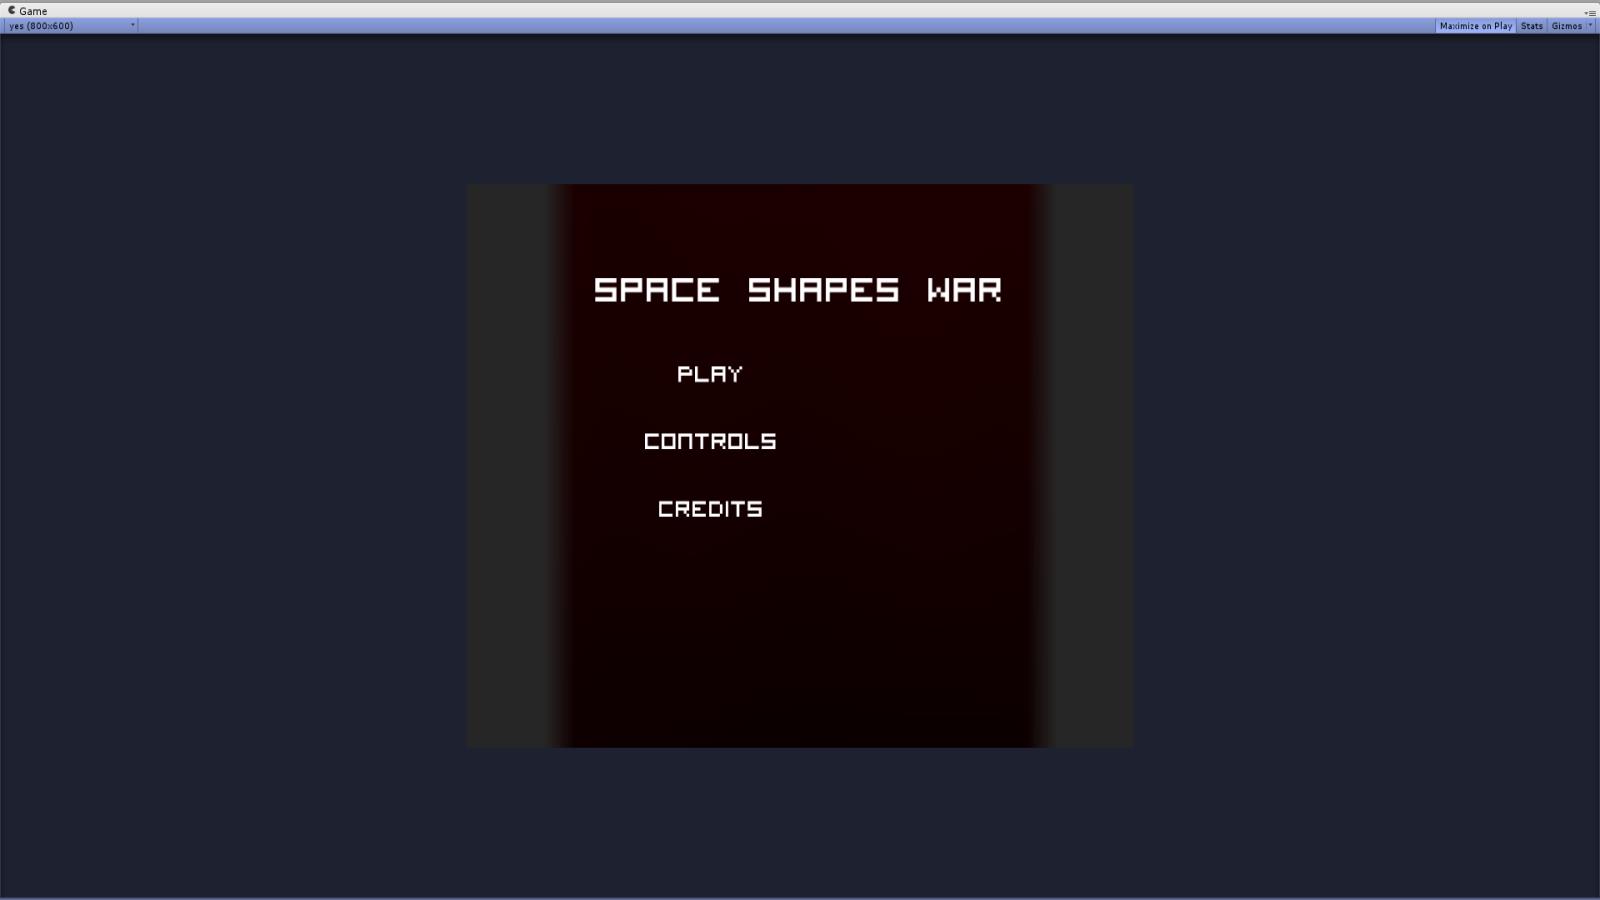 Game
yes (800x600)
Maximize on Play Stats Gizmos
SPACE SHAPES WAR
PLAY
CONTROLS
CREDITS